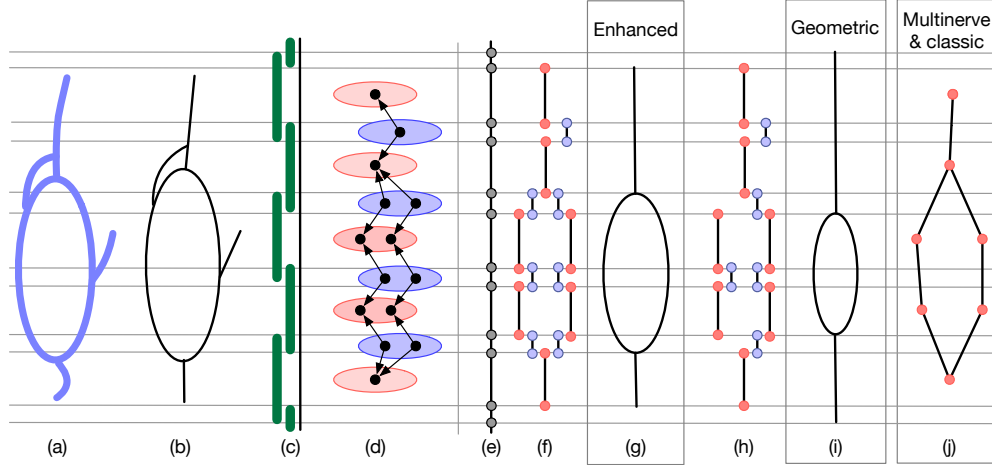 Enhanced
Geometric
Multinerve
& classic
(a)
(b)
(c)
(d)
(e)
(f)
(g)
(h)
(i)
(j)